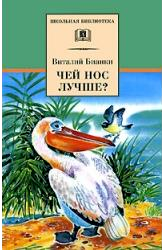 ШКОЛЬНАЯ БИБЛИОТЕКА
Виталий Бианки
ЧЕЙ НОС
ЛУЧШЕ?